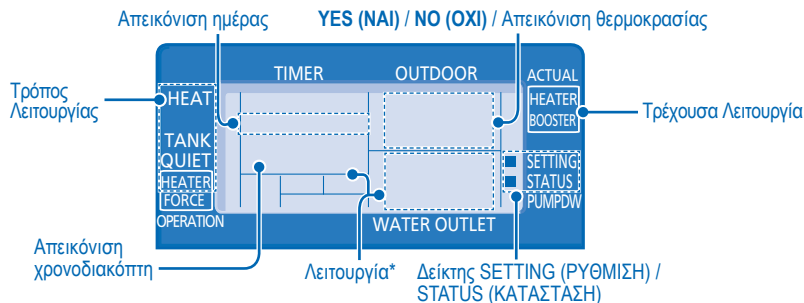 Απεικόνιση ημέρας
YES (ΝΑΙ) / NO (ΟΧΙ) / Απεικόνιση θερμοκρασίας
Τρόπος
Λειτουργίας
TIMER
OUTDOOR
ACTUAL
HEAT
HEATER
BOOSTER
Τρέχουσα Λειτουργία
TANK
QUIET
HEATER
FORCE
OPERATION
SETTING
STATUS
PUMPDW
WATER OUTLET
Απεικόνιση
χρονοδιακόπτη
Λειτουργία*
Δείκτης SETTING (ΡΥΘΜΙΣΗ) /
STATUS (ΚΑΤΑΣΤΑΣΗ)